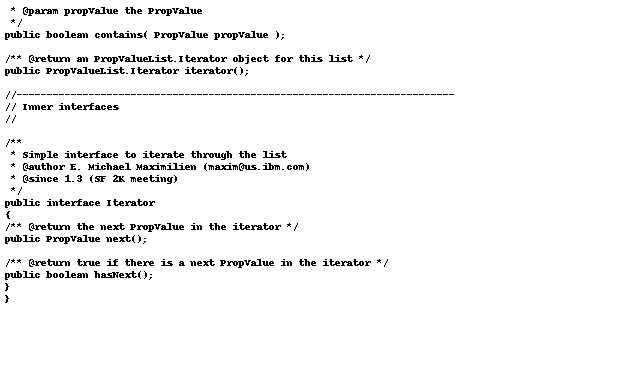 * @param propValue the PropValue
 */
public boolean contains( PropValue propValue );

/** @return an PropValueList.Iterator object for this list */
public PropValueList.Iterator iterator();

//-------------------------------------------------------------------------
// Inner interfaces
//

/**
 * Simple interface to iterate through the list
 * @author E. Michael Maximilien (maxim@us.ibm.com)
 * @since 1.3 (SF 2K meeting)
 */
public interface Iterator
{
/** @return the next PropValue in the iterator */
public PropValue next();

/** @return true if there is a next PropValue in the iterator */
public boolean hasNext();
}
}